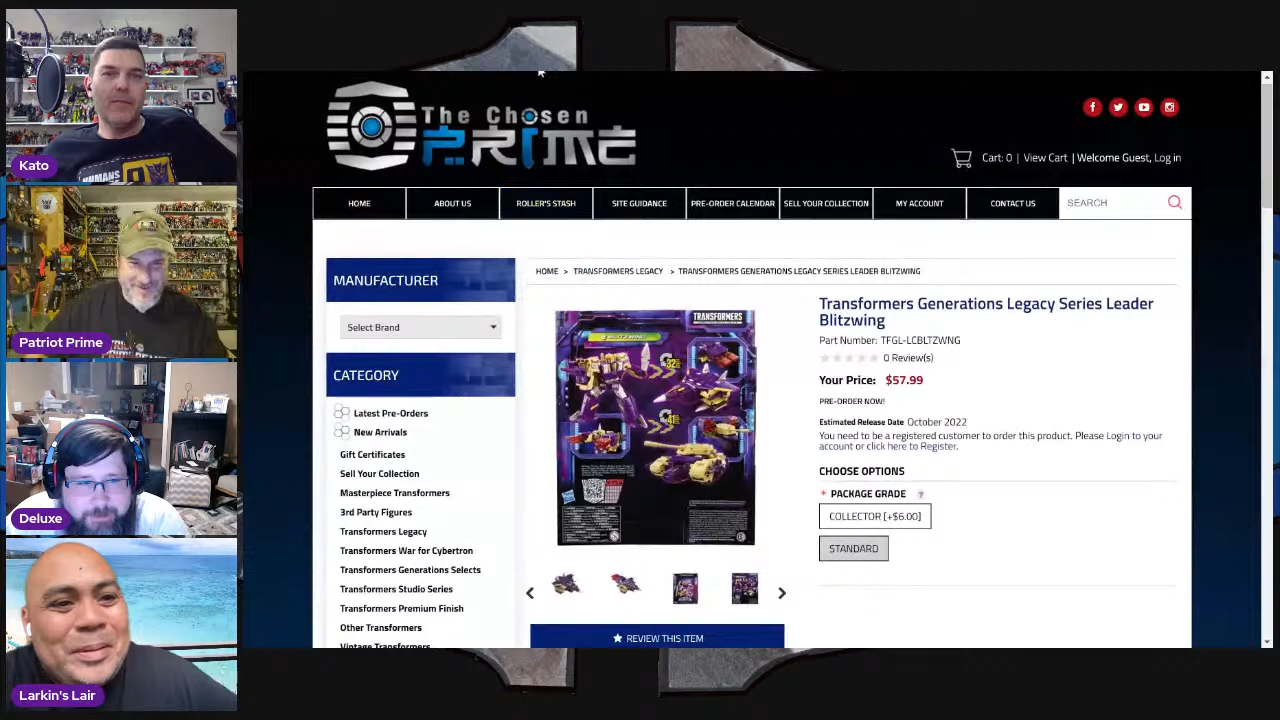 Kato
Patriot Prime
Deluxe
Larkin's Lair
The Chosen
PRIME
Cart: 0 | View Cart | Welcome Guest, Log in
HOME
ABOUT US
ROLLER'S STASH
SITE GUIDANCE
PRE-ORDER CALENDAR
SELL YOUR COLLECTION
MY ACCOUNT
CONTACT US
SEARCH
MANUFACTURER
Select Brand
CATEGORY
Latest Pre-Orders
New Arrivals
Gift Certificates
Sell Your Collection
Masterpiece Transformers
3rd Party Figures
Transformers Legacy
Transformers War for Cybertron
Transformers Generations Selects
Transformers Studio Series
Transformers Premium Finish
Other Transformers
Vintage Transformers
HOME > TRANSFORMERS LEGACY > TRANSFORMERS GENERATIONS LEGACY SERIES LEADER BLITZWING
TRANSFORMERS
32
41
REVIEW THIS ITEM
Transformers Generations Legacy Series Leader
Blitzwing
Part Number: TFGL-LCBLTZWNG
0 Review(s)
Your Price: $57.99
PRE-ORDER NOW!
Estimated Release Date October 2022
You need to be a registered customer to order this product. Please Login to your
account or click here to Register.
CHOOSE OPTIONS
* PACKAGE GRADE ?
COLLECTOR [+$6.00]
STANDARD